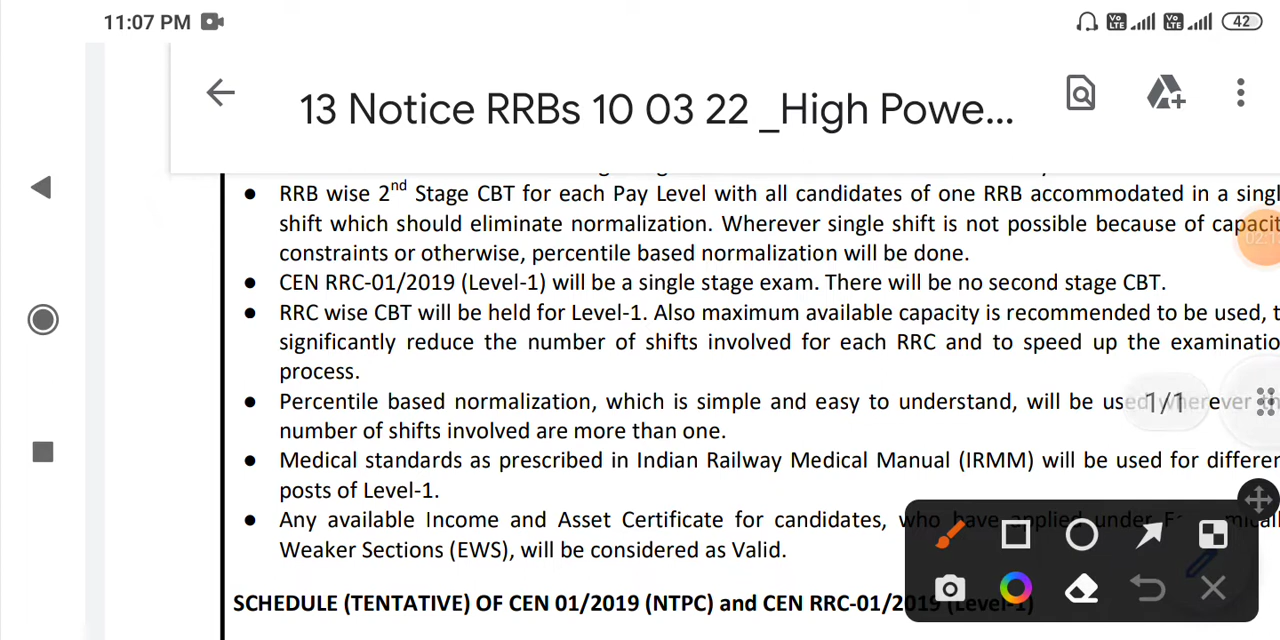 11:07 PM
42
13 Notice RRBs 10 03 22 _High Powe...
RRB wise 2nd Stage CBT for each Pay Level with all candidates of one RRB accommodated in a singl
shift which should eliminate normalization. Wherever single shift is not possible because of capacit
constraints or otherwise, percentile based normalization will be done.
CEN RRC-01/2019 (Level-1) will be a single stage exam. There will be no second stage CBT.
RRC wise CBT will be held for Level-1. Also maximum available capacity is recommended to be used, t
significantly reduce the number of shifts involved for each RRC and to speed up the examinatio
process.
Percentile based normalization, which is simple and easy to understand, will be used wherever
1/1
number of shifts involved are more than one.
Medical standards as prescribed in Indian Railway Medical Manual (IRMM) will be used for differen
posts of Level-1.
Any available Income and Asset Certificate for candidates, who have applied under
Weaker Sections (EWS), will be considered as Valid.
SCHEDULE (TENTATIVE) OF CEN 01/2019 (NTPC) and CEN RRC-01/2019 (Level-1)